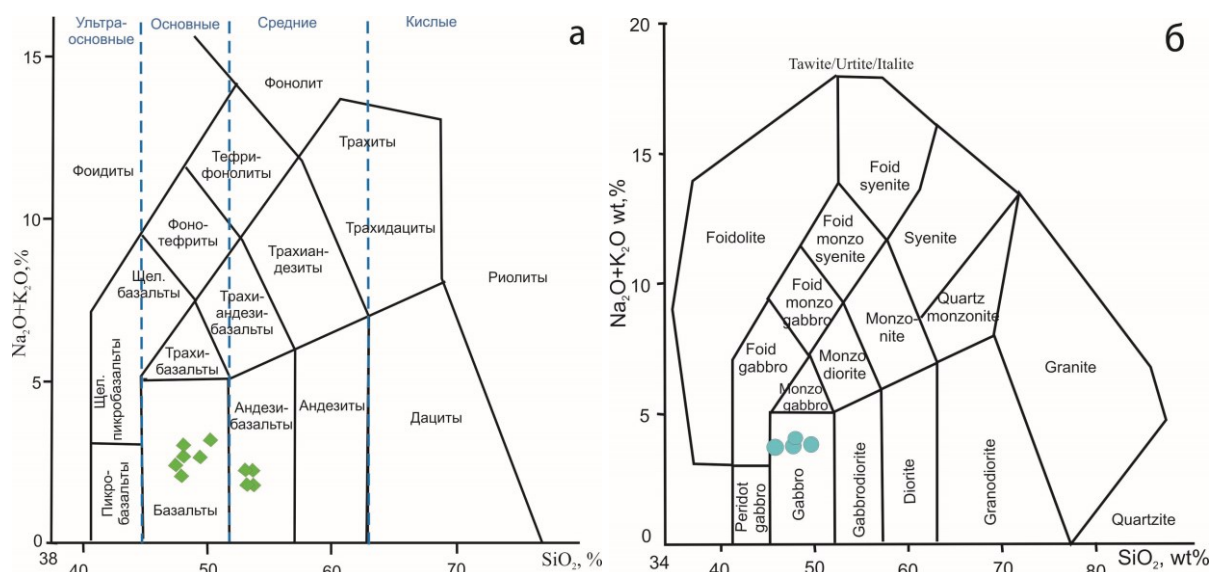 Ультра-
основные
Основные
Средние
Кислые
а
Na₂O+K₂O,%
15
10
5
38
40
50
60
70
SiO₂, %
Фонолит
Фоидиты
Тефри-
фонолиты
Трахиты
Фоно-
тефриты
Трахидациты
Щел.
базальты
Трахиан-
дезиты
Риолиты
Трахи-
андези-
базальты
Трахи-
базальты
Щел.
пикробазальты
Пикро-
базальты
Базальты
Андези-
базальты
Андезиты
Дациты
б
Na₂O+K₂O wt,%
20
15
10
5
0
34
40
50
60
70
80
SiO₂, wt%
Tawite/Urtite/Italite
Foidolite
Foid
syenite
Foid
monzo
syenite
Syenite
Foid
monzo
gabbro
Quartz
monzonite
Foid
gabbro
Monzo-
nite
Monzo
diorite
Monzo-
gabbro
Granite
Peridot
gabbro
Gabbro
Gabbrodiorite
Diorite
Granodiorite
Quartzite